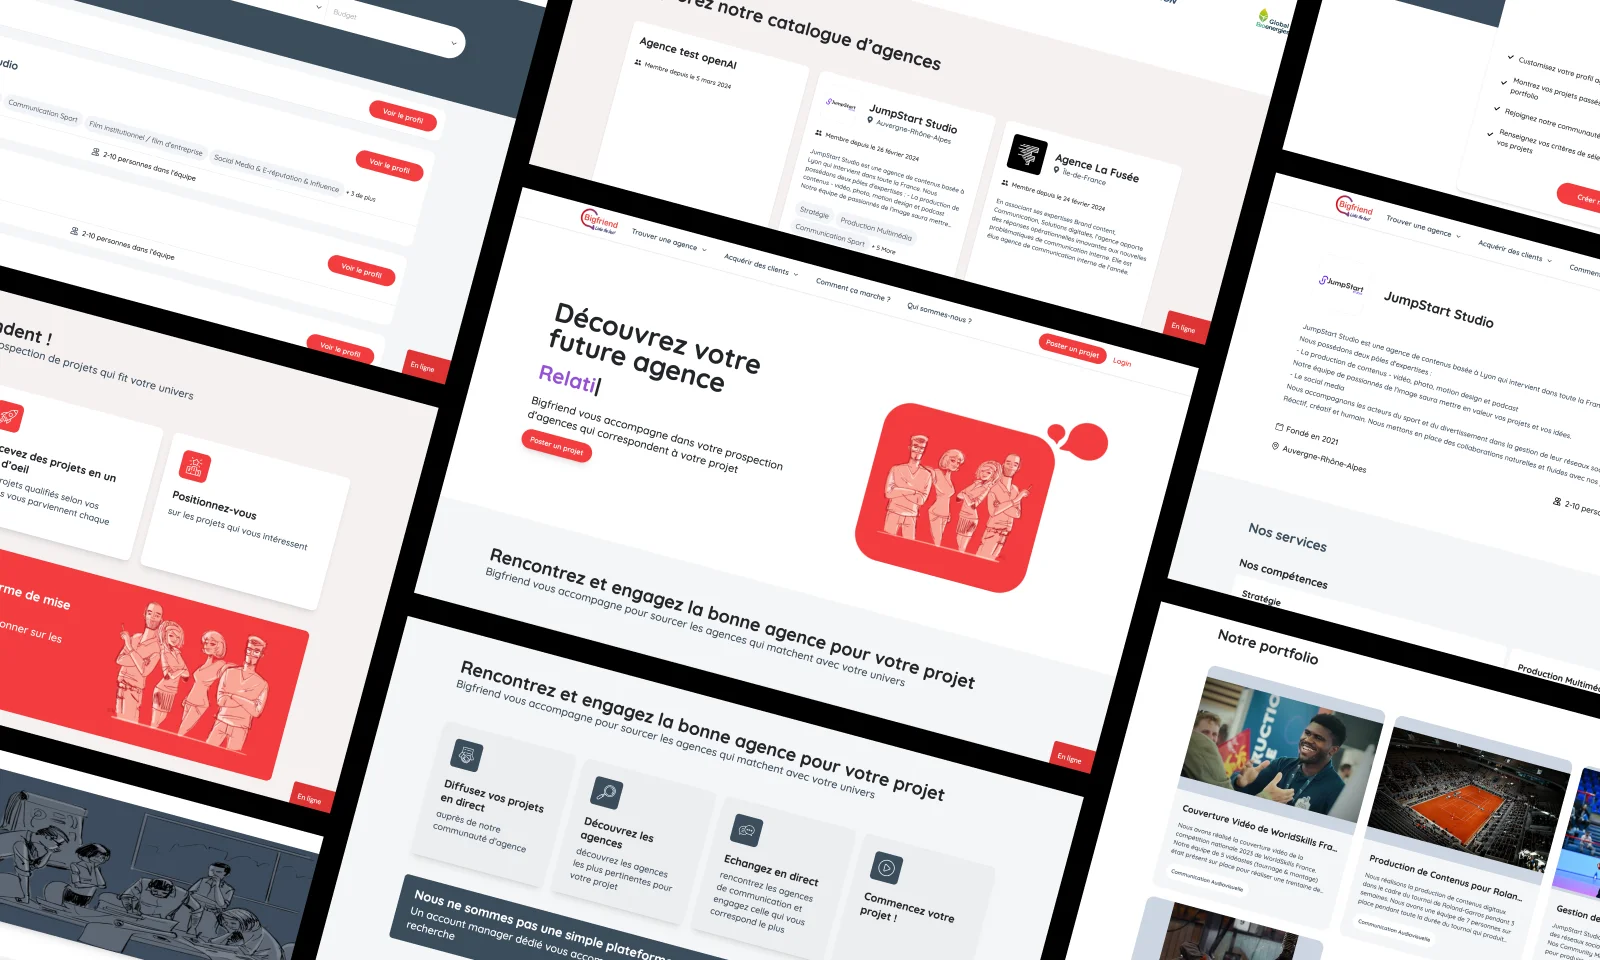 Budget
Communication Sport
Film institutionnel / film d'entreprise
Social Media & E-réputation & Influence
+ 3 de plus
Voir le profil
2-10 personnes dans l'équipe
Voir le profil
2-10 personnes dans l'équipe
Voir le profil
Voir le profil
En ligne
notre catalogue d'agences
Global
Bioenergies
Agence test openAI
Membre depuis le 5 mars 2024
JumpStart
JumpStart Studio
Auvergne-Rhône-Alpes
Membre depuis le 26 février 2024
JumpStart Studio est une agence de contenus basée à
Lyon qui intervient dans toute la France. Nous
possédons deux pôles d'expertises : - La production de
contenus - vidéo, photo, motion design et podcast
Notre équipe de passionnés de l'image saura mettre...
Stratégie
Production Multimédia
Communication Sport
+ 5 More
Agence La Fusée
Île-de-France
Membre depuis le 24 février 2024
En associant ses expertises Brand content,
Communication, Solutions digitales, l'agence apporte
des réponses opérationnelles innovantes aux nouvelles
problématiques de communication interne. Elle est
élue agence de communication interne de l'année.
En ligne
Customisez votre profil
Montrez vos projets
portfolio
Rejoignez notre
Renseignez vos critères de
vos projets
Créer
Bigfriend
Trouver une agence
Acquérir des clients
Comment ça marche ?
Qui sommes-nous ?
Poster un projet
Login
Découvrez votre
future agence
Relati
Bigfriend vous accompagne dans votre prospection
d'agences qui correspondent à votre projet
Poster un projet
Rencontrez et engagez la bonne agence pour votre projet
Bigfriend vous accompagne pour sourcer les agences qui matchent avec votre univers
En ligne
Bigfriend
Trouver une agence
Acquérir des clients
JumpStart
JumpStart Studio
JumpStart Studio est une agence de contenus basée à Lyon qui intervient dans toute la
Nous possédons deux pôles d'expertises :
- La production de contenus - vidéo, photo, motion design et podcast
Notre équipe de passionnés de l'image saura mettre en valeur vos projets et vos idées.
- Le social media
Nous accompagnons les acteurs du sport et du divertissement dans la gestion de leur réseaux
Réactif, créatif et humain. Nous mettons en place des collaborations naturelles et fluides avec nos
Fondé en 2021
Auvergne-Rhône-Alpes
2-10
Nos services
Nos compétences
Stratégie
Production
prospection de projets qui fit votre univers
projets en un
d'oeil
qualifiés selon vos
vous parviennent chaque
Positionnez-vous
sur les projets qui vous intéressent
de mise
sur les
En ligne
Rencontrez et engagez la bonne agence pour votre projet
Bigfriend vous accompagne pour sourcer les agences qui matchent avec votre univers
Diffusez vos projets
en direct
auprès de notre
communauté d'agence
Découvrez les
agences
découvrez les agences
les plus pertinentes pour
votre projet
Echangez en direct
rencontrez les agences
de communication et
engagez celle qui vous
correspond le plus
Commencez votre
projet !
Nous ne sommes pas une simple plateforme
Un account manager dédié vous
recherche
Notre portfolio
Couverture Vidéo de WorldSkills Fra...
Nous avons réalisé la couverture vidéo de la
compétition nationale 2023 de WorldSkills France.
Notre équipe de 5 vidéastes (tournage & montage)
était présent sur place pour réaliser une trentaine de...
Communication Audiovisuelle
Production de Contenus pour Rolan...
Nous réalisons la production de contenus digitaux
dans le cadre du tournoi de Roland-Garros pendant 3
semaines. Nous avons une équipe de 7 personnes sur
place pendant toute la durée du tournoi qui produit...
Communication Audiovisuelle
Gestion
JumpStart
des réseaux
Nos Community